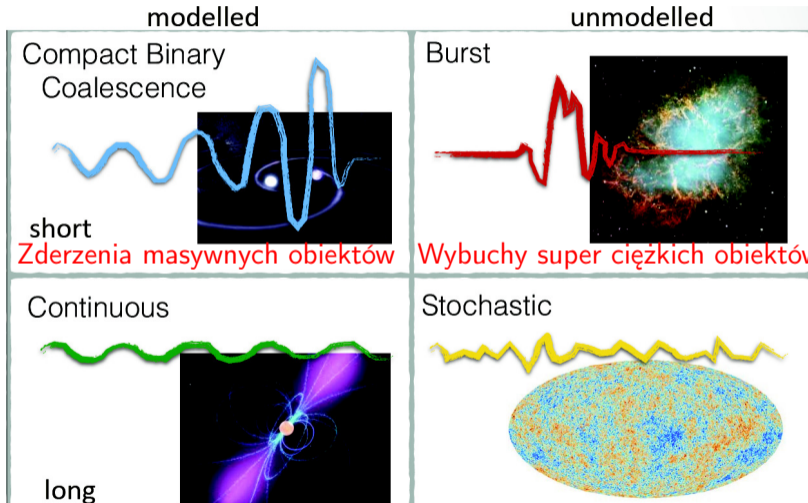 modelled
unmodelled
Compact Binary
Coalescence
short
Zderzenia masywnych obiektów
Burst
Wybuchy super ciężkich obiektów
Continuous
long
Stochastic